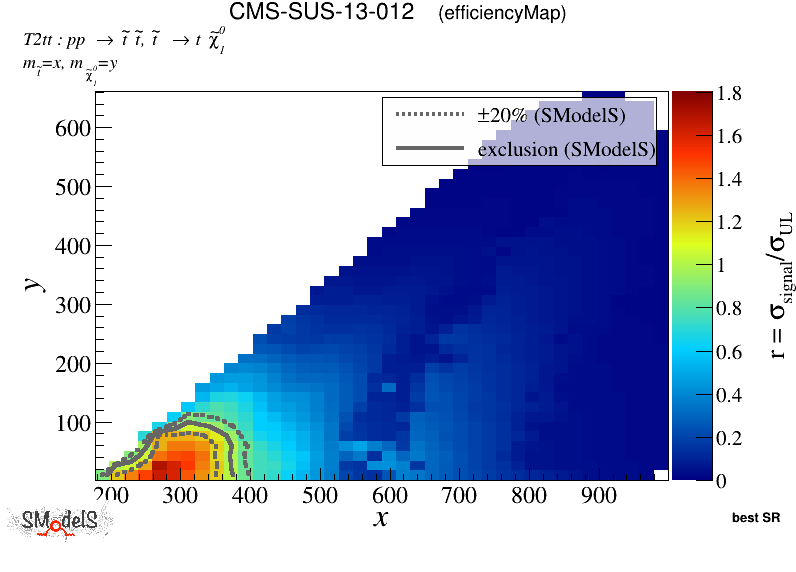 CMS-SUS-13-012 (efficiencyMap)
T2tt : pp → t̃ t̃, t̃ → t χ̃⁰₁
m_t̃=x, m_χ̃⁰₁=y
±20% (SModelS)
exclusion (SModelS)
600
500
400
300
200
100
y
200 300 400 500 600 700 800 900
x
1.8
1.6
1.4
1.2
1
0.8
0.6
0.4
0.2
0
r = σ_signal/σ_UL
SModelS
best SR